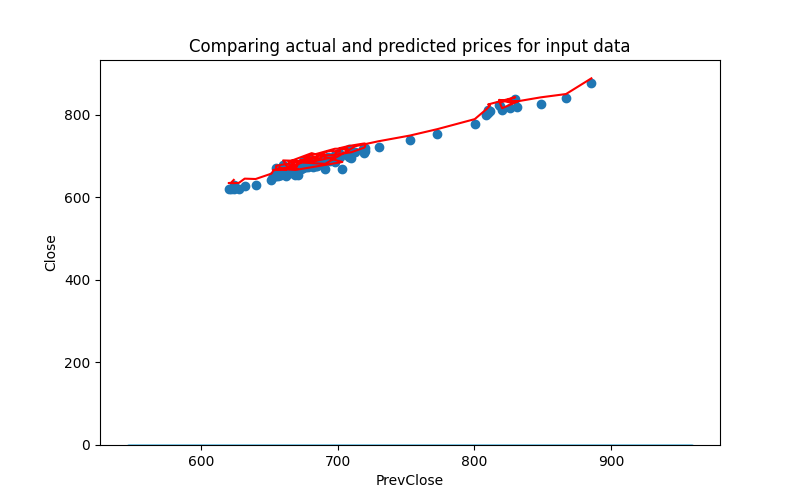 Comparing actual and predicted prices for input data
Close
800
600
400
200
0
600 700 800 900
PrevClose